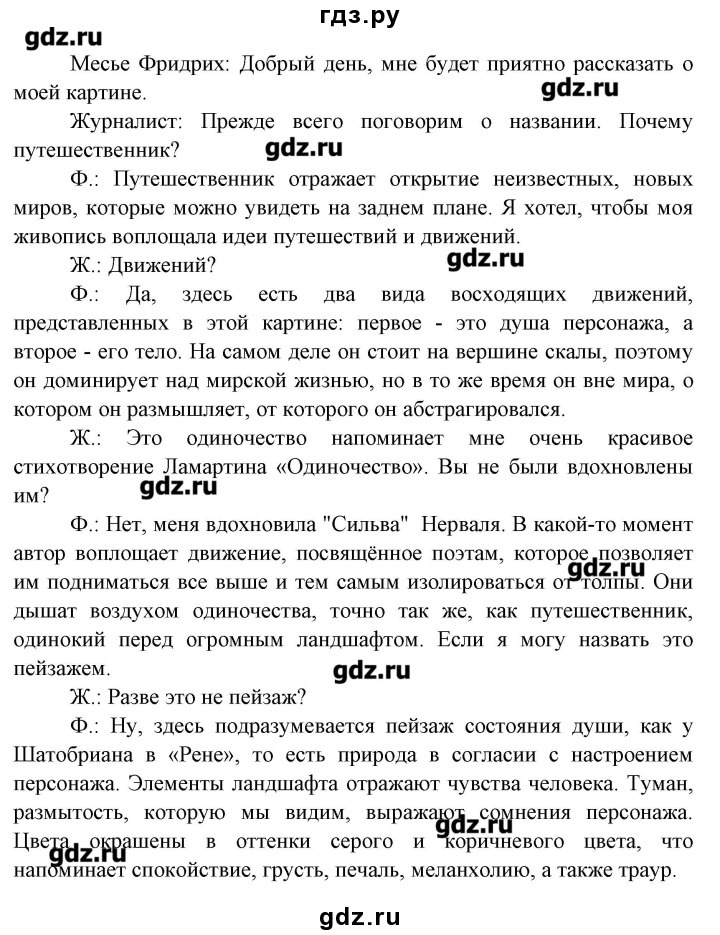 гдз.ру
gdz.ru
Месье Фридрих: Добрый день, мне будет приятно рассказать о
моей картине.
gdz.ru
Журналист: Прежде всего поговорим о названии. Почему
путешественник?
gdz.ru
Ф.: Путешественник отражает открытие неизвестных, новых
миров, которые можно увидеть на заднем плане. Я хотел, чтобы моя
живопись воплощала идеи путешествий и движений.
gdz.ru
Ж.: Движений?
Ф.: Да, здесь есть два вида восходящих движений,
представленных в этой картине: первое - это душа персонажа, а
второе - его тело. На самом деле он стоит на вершине скалы, поэтому
он доминирует над мирской жизнью, но в то же время он вне мира, о
котором он размышляет, от которого он абстрагировался.
Ж.: Это одиночество напоминает мне очень красивое
стихотворение Ламартина «Одиночество». Вы не были вдохновлены
им?
gdz.ru
Ф.: Нет, меня вдохновила "Сильва" Нерваля. В какой-то момент
автор воплощает движение, посвящённое поэтам, которое позволяет
им подниматься все выше и тем самым изолироваться от толпы. Они
gdz.ru
дышат воздухом одиночества, точно так же, как путешественник,
одинокий перед огромным ландшафтом. Если я могу назвать это
пейзажем.
gdz.ru
Ж.: Разве это не пейзаж?
Ф.: Ну, здесь подразумевается пейзаж состояния души, как у
Шатобриана в «Рене», то есть природа в согласии с настроением
персонажа. Элементы ландшафта отражают чувства человека. Туман,
размытость, которую мы видим, выражают сомнения персонажа.
gdz.ru
Цвета окрашены в оттенки серого и коричневого цвета, что
gdz.ru
напоминает спокойствие, грусть, печаль, меланхолию, а также траур.
gdz.ru